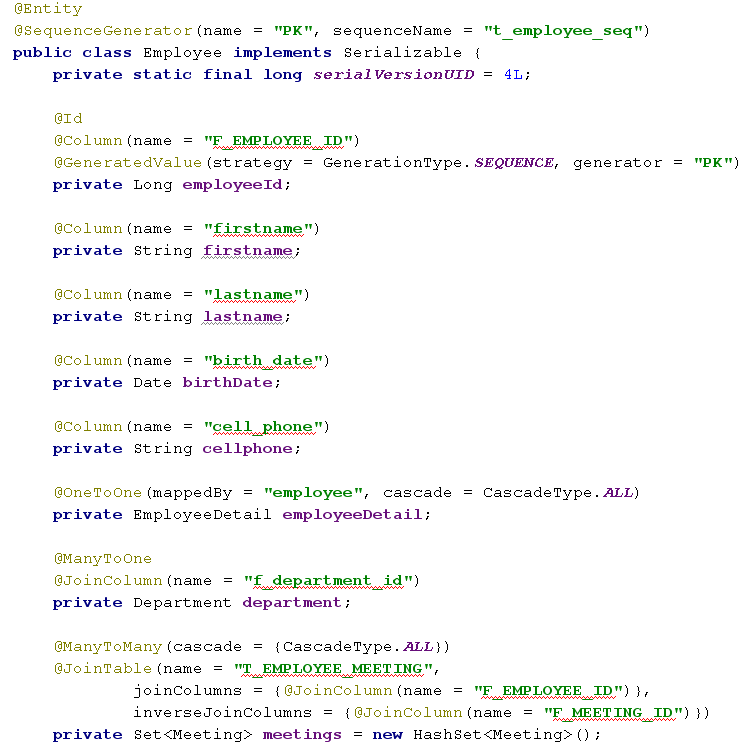 @Entity
@SequenceGenerator(name = "PK", sequenceName = "t_employee_seq")
public class Employee implements Serializable {
    private static final long serialVersionUID = 4L;

    @Id
    @Column(name = "F_EMPLOYEE_ID")
    @GeneratedValue(strategy = GenerationType.SEQUENCE, generator = "PK")
    private Long employeeId;

    @Column(name = "firstname")
    private String firstname;

    @Column(name = "lastname")
    private String lastname;

    @Column(name = "birth_date")
    private Date birthDate;

    @Column(name = "cell_phone")
    private String cellphone;

    @OneToOne(mappedBy = "employee", cascade = CascadeType.ALL)
    private EmployeeDetail employeeDetail;

    @ManyToOne
    @JoinColumn(name = "f_department_id")
    private Department department;

    @ManyToMany(cascade = {CascadeType.ALL})
    @JoinTable(name = "T_EMPLOYEE_MEETING",
            joinColumns = {@JoinColumn(name = "F_EMPLOYEE_ID")},
            inverseJoinColumns = {@JoinColumn(name = "F_MEETING_ID")})
    private Set<Meeting> meetings = new HashSet<Meeting>();